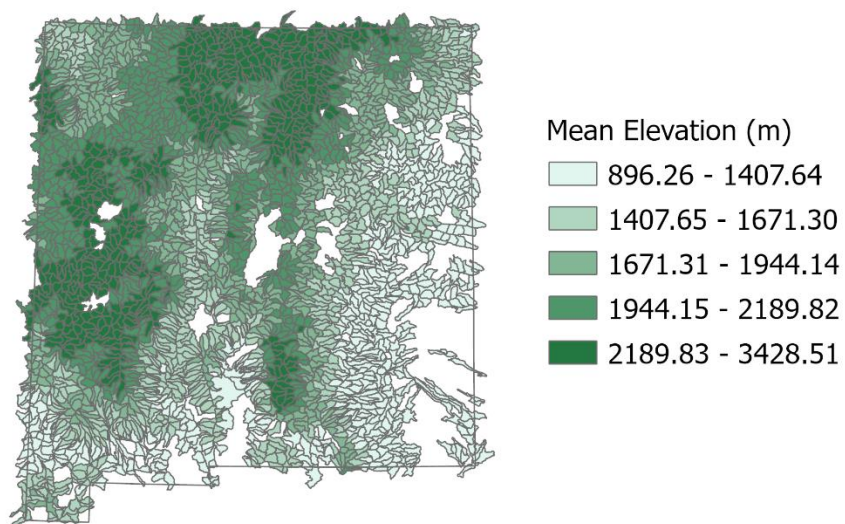 Mean Elevation (m)
896.26 - 1407.64
1407.65 - 1671.30
1671.31 - 1944.14
1944.15 - 2189.82
2189.83 - 3428.51